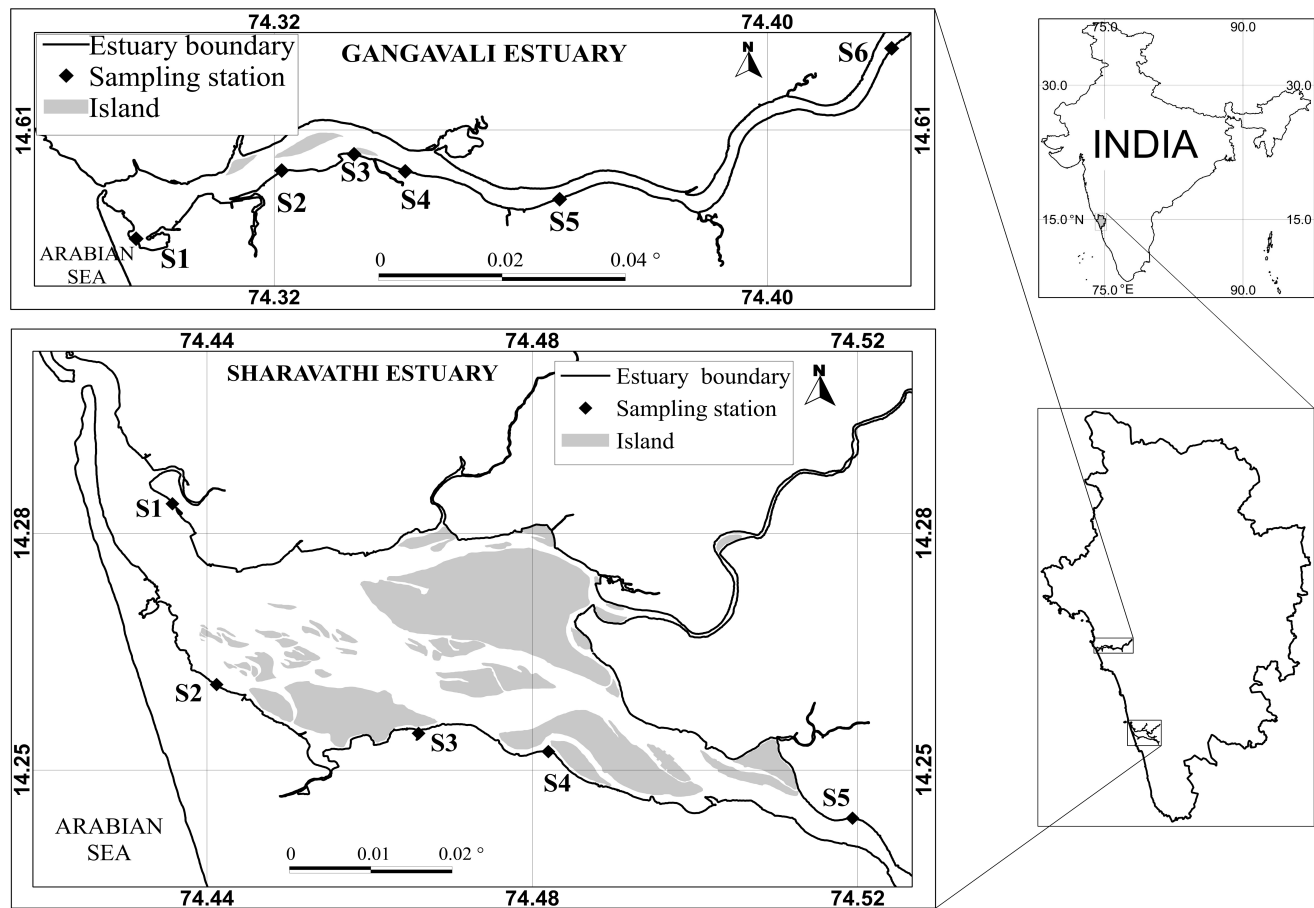 74.32
74.40
Estuary boundary
Sampling station
Island
GANGAVALI ESTUARY
N
S6
14.61
14.61
S3
S2
S4
S5
S1
ARABIAN
SEA
0
0.02
0.04 °
74.32
74.40
75.0
90.0
30.0
30.0
INDIA
15.0 °N
15.0
75.0 °E
90.0
74.44
74.48
74.52
SHARAVATHI ESTUARY
Estuary boundary
Sampling station
Island
N
S1
14.28
14.28
S2
S3
S4
S5
14.25
14.25
ARABIAN
SEA
0
0.01
0.02 °
74.44
74.48
74.52